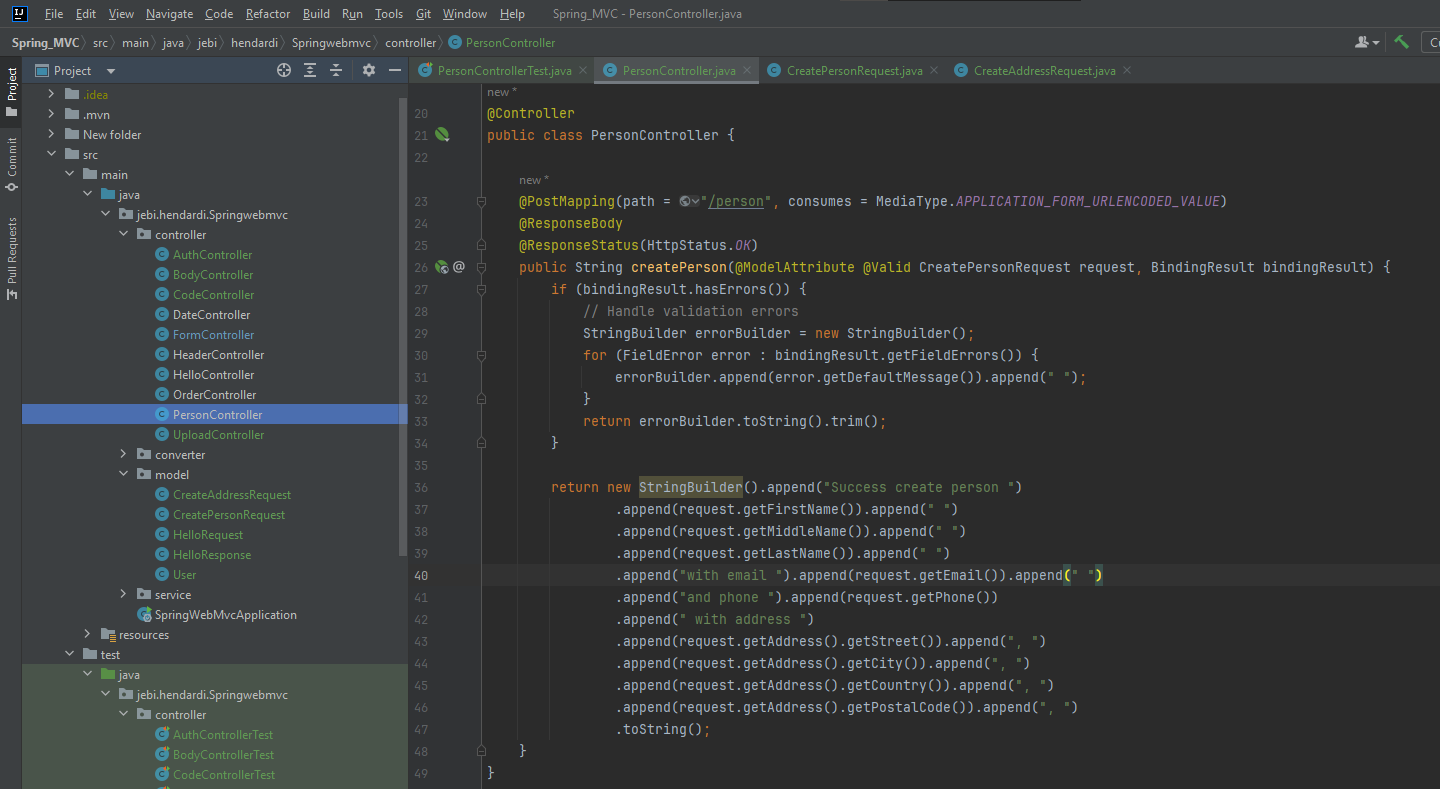 File Edit View Navigate Code Refactor Build Run Tools Git Window Help Spring_MVC - PersonController.java
Spring_MVC src main java jebi hendardi Springwebmvc controller PersonController
Project
PersonControllerTest.java PersonController.java CreatePersonRequest.java CreateAddressRequest.java
Project
Commit
Pull Requests
.idea
.mvn
New folder
src
main
java
jebi.hendardi.Springwebmvc
controller
AuthController
BodyController
CodeController
DateController
FormController
HeaderController
HelloController
OrderController
PersonController
UploadController
converter
model
CreateAddressRequest
CreatePersonRequest
HelloRequest
HelloResponse
User
service
SpringWebMvcApplication
resources
test
java
jebi.hendardi.Springwebmvc
controller
AuthControllerTest
BodyControllerTest
CodeControllerTest
new *
20 @Controller
21 public class PersonController {
22
new *
23 @PostMapping(path = "/person", consumes = MediaType.APPLICATION_FORM_URLENCODED_VALUE)
24 @ResponseBody
25 @ResponseStatus(HttpStatus.OK)
26 @ public String createPerson(@ModelAttribute @Valid CreatePersonRequest request, BindingResult bindingResult) {
27 if (bindingResult.hasErrors()) {
28 // Handle validation errors
29 StringBuilder errorBuilder = new StringBuilder();
30 for (FieldError error : bindingResult.getFieldErrors()) {
31 errorBuilder.append(error.getDefaultMessage()).append(" ");
32 }
33 return errorBuilder.toString().trim();
34 }
35
36 return new StringBuilder().append("Success create person ")
37 .append(request.getFirstName()).append(" ")
38 .append(request.getMiddleName()).append(" ")
39 .append(request.getLastName()).append(" ")
40 .append("with email ").append(request.getEmail()).append(" ")
41 .append("and phone ").append(request.getPhone())
42 .append(" with address ")
43 .append(request.getAddress().getStreet()).append(", ")
44 .append(request.getAddress().getCity()).append(", ")
45 .append(request.getAddress().getCountry()).append(", ")
46 .append(request.getAddress().getPostalCode()).append(", ")
47 .toString();
48 }
49 }